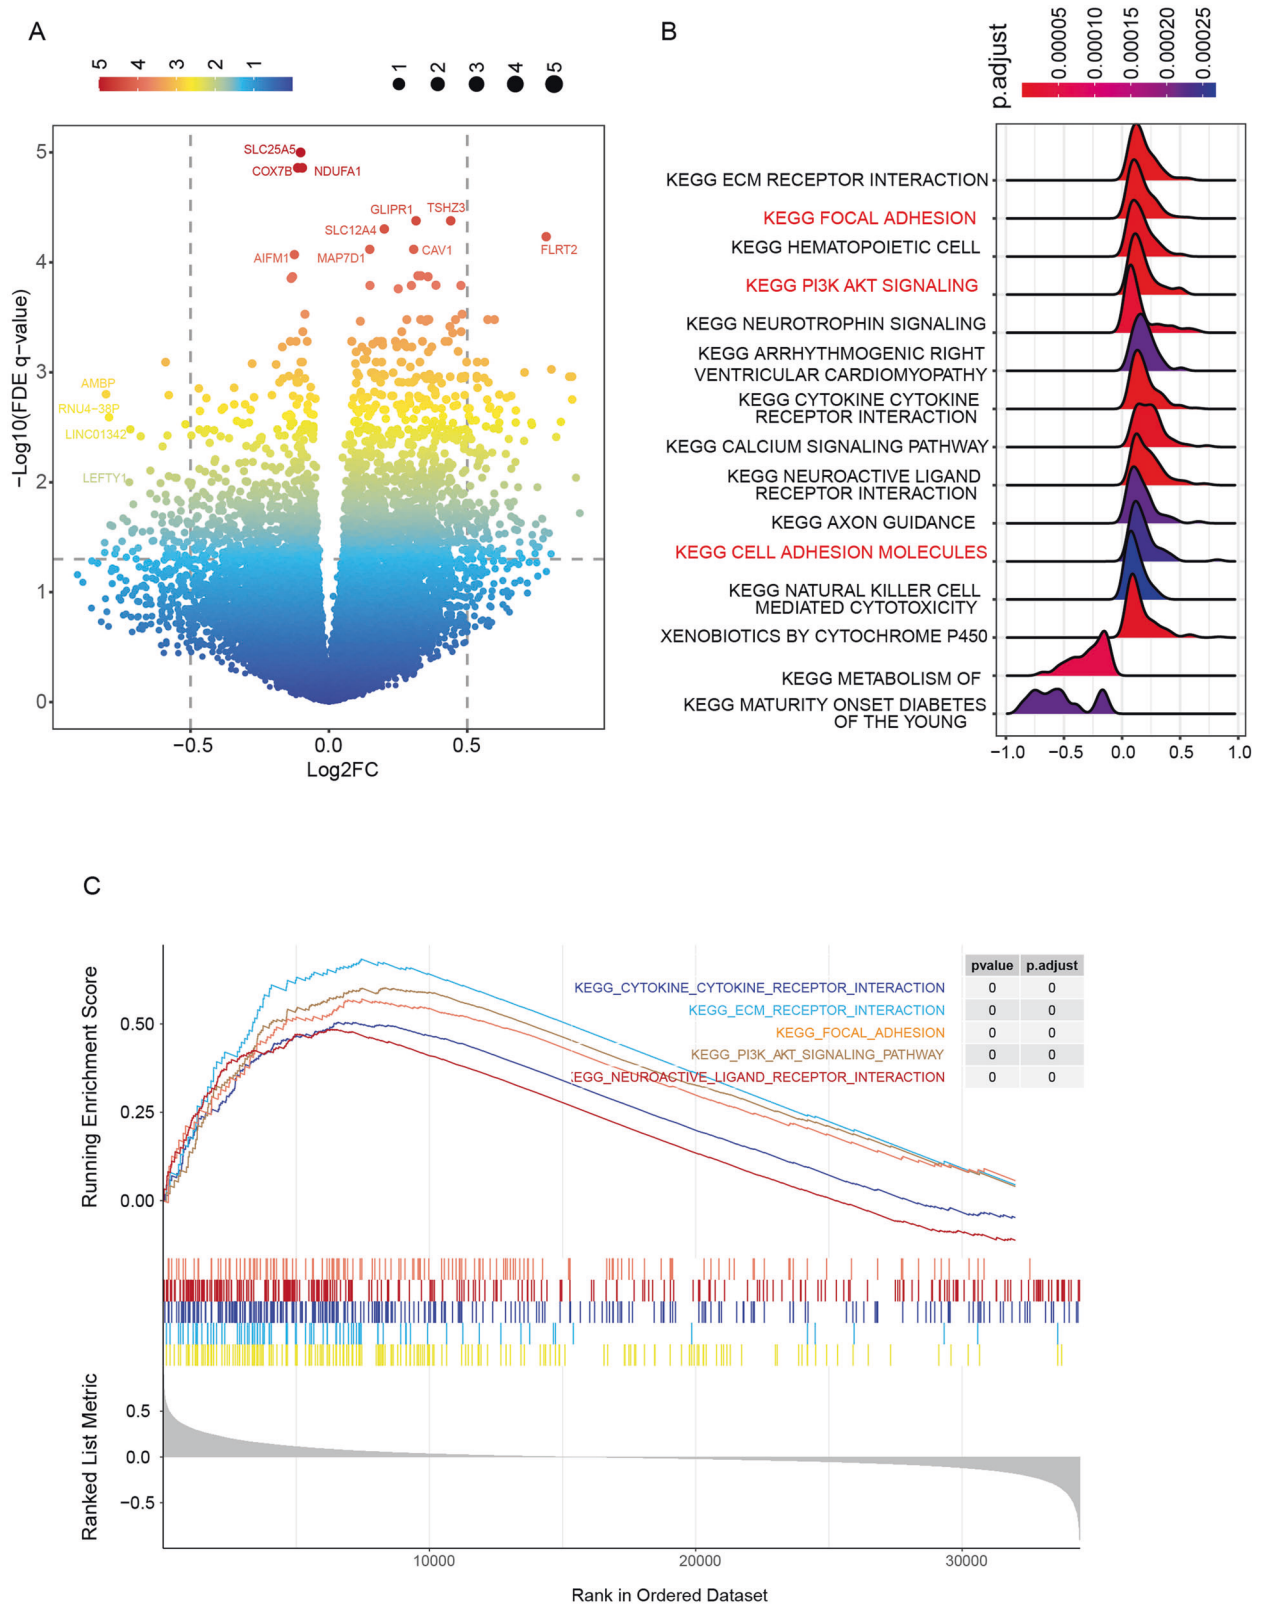 A
5
4
3
2
1
1
2
3
4
5
−Log10(FDE q−value)
5
4
3
2
1
0
SLC25A5
COX7B
NDUFA1
GLIPR1
TSHZ3
SLC12A4
FLRT2
AIFM1
MAP7D1
CAV1
AMBP
RNU4−38P
LINC01342
LEFTY1
−0.5
0.0
0.5
Log2FC
B
p.adjust
0.00005
0.00010
0.00015
0.00020
0.00025
KEGG ECM RECEPTOR INTERACTION
KEGG FOCAL ADHESION
KEGG HEMATOPOIETIC CELL
KEGG PI3K AKT SIGNALING
KEGG NEUROTROPHIN SIGNALING
KEGG ARRHYTHMOGENIC RIGHT
VENTRICULAR CARDIOMYOPATHY
KEGG CYTOKINE CYTOKINE
RECEPTOR INTERACTION
KEGG CALCIUM SIGNALING PATHWAY
KEGG NEUROACTIVE LIGAND
RECEPTOR INTERACTION
KEGG AXON GUIDANCE
KEGG CELL ADHESION MOLECULES
KEGG NATURAL KILLER CELL
MEDIATED CYTOTOXICITY
XENOBIOTICS BY CYTOCHROME P450
KEGG METABOLISM OF
KEGG MATURITY ONSET DIABETES
OF THE YOUNG
−1.0
−0.5
0.0
0.5
1.0
C
Running Enrichment Score
0.50
0.25
0.00
pvalue p.adjust
KEGG_CYTOKINE_CYTOKINE_RECEPTOR_INTERACTION 0 0
KEGG_ECM_RECEPTOR_INTERACTION 0 0
KEGG_FOCAL_ADHESION 0 0
KEGG_PI3K_AKT_SIGNALING_PATHWAY 0 0
EGG_NEUROACTIVE_LIGAND_RECEPTOR_INTERACTION 0 0
Ranked List Metric
0.5
0.0
−0.5
10000
20000
30000
Rank in Ordered Dataset